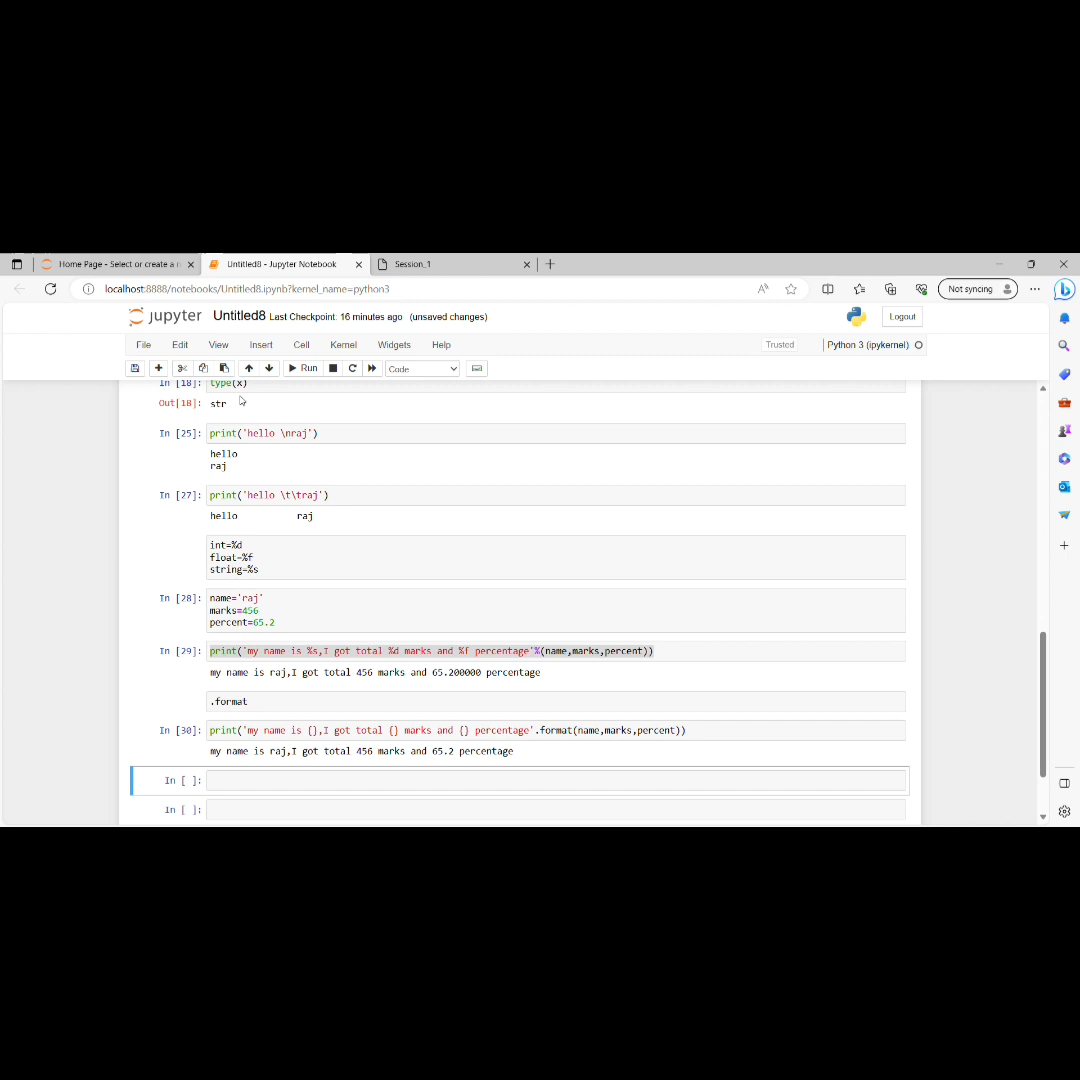 Home Page - Select or create a n
Untitled8 - Jupyter Notebook
Session_1
localhost:8888/notebooks/Untitled8.ipynb?kernel_name=python3
Not syncing
jupyter Untitled8 Last Checkpoint: 16 minutes ago (unsaved changes)
Logout
File Edit View Insert Cell Kernel Widgets Help
Trusted
Python 3 (ipykernel)
Run
Code
In [18]: type(x)
Out[18]: str
In [25]: print('hello \nraj')
hello
raj
In [27]: print('hello \t\traj')
hello raj
int=%d
float=%f
string=%s
In [28]: name='raj'
marks=456
percent=65.2
In [29]: print('my name is %s,I got total %d marks and %f percentage'%(name,marks,percent))
my name is raj,I got total 456 marks and 65.200000 percentage
.format
In [30]: print('my name is {},I got total {} marks and {} percentage'.format(name,marks,percent))
my name is raj,I got total 456 marks and 65.2 percentage
In [ ]:
In [ ]: